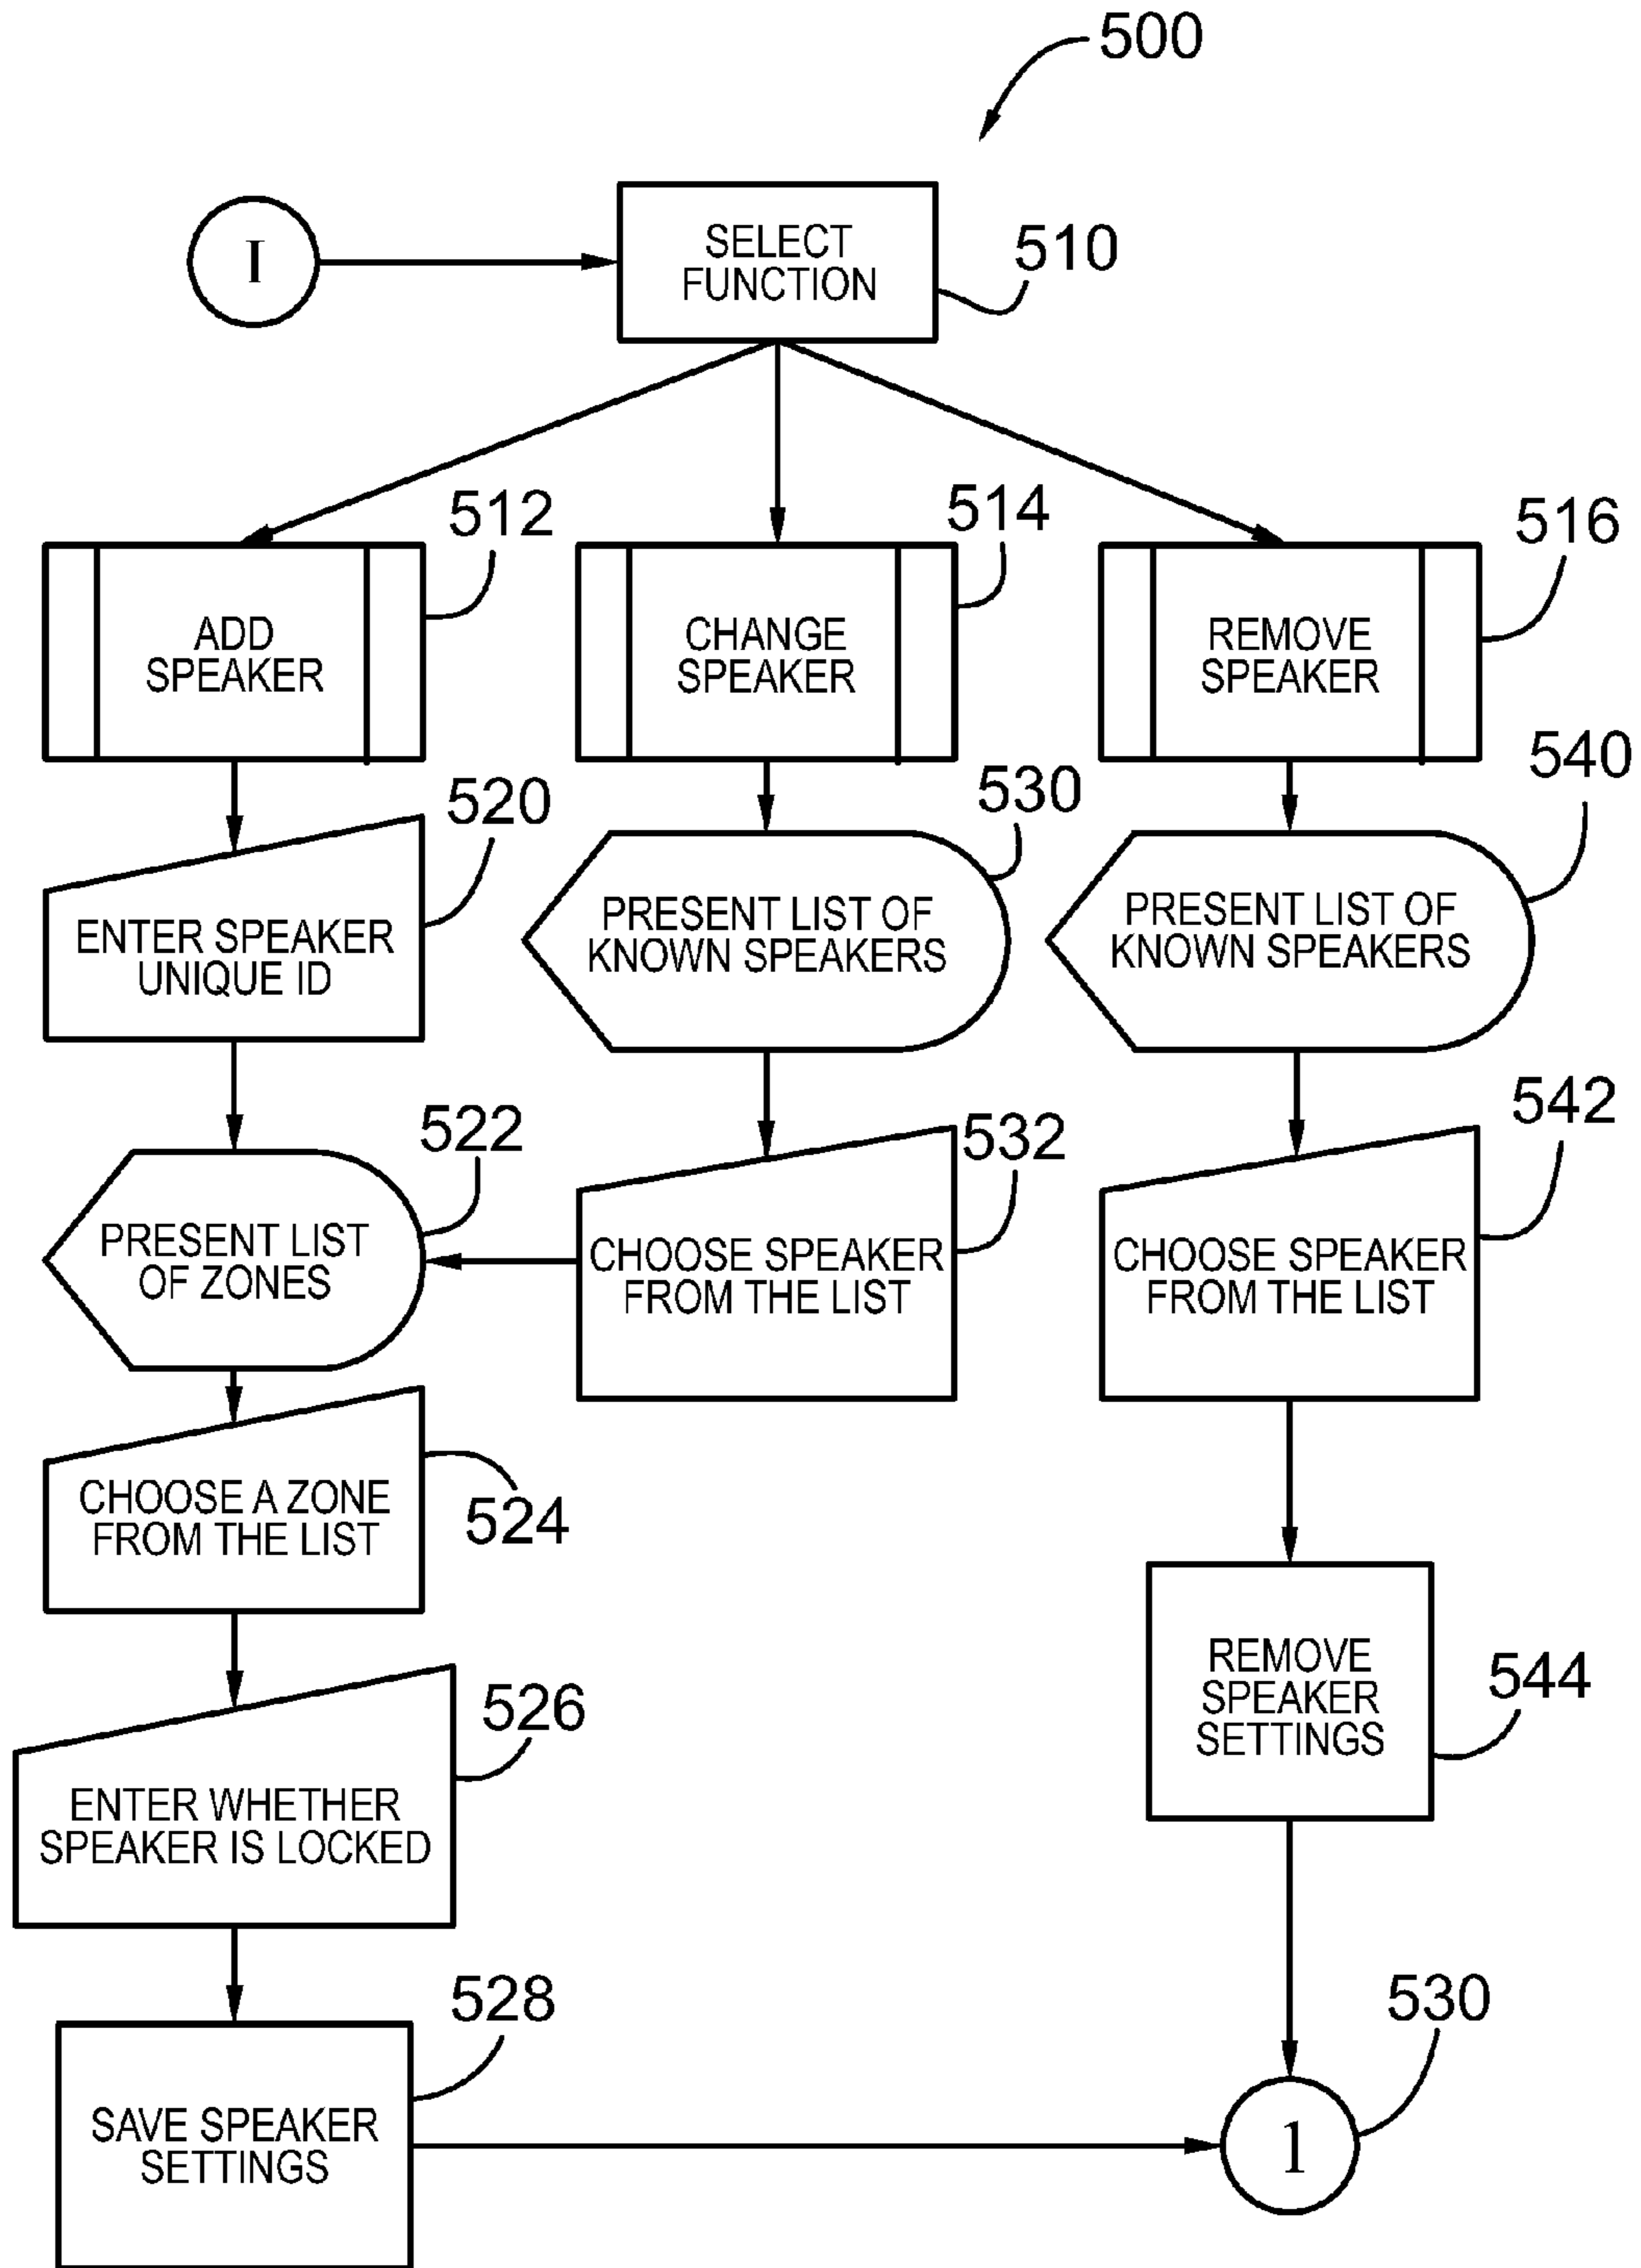 500
I
SELECT
FUNCTION
510
512
514
516
ADD
SPEAKER
CHANGE
SPEAKER
REMOVE
SPEAKER
520
530
540
ENTER SPEAKER
UNIQUE ID
PRESENT LIST OF
KNOWN SPEAKERS
PRESENT LIST OF
KNOWN SPEAKERS
522
532
542
PRESENT LIST
OF ZONES
CHOOSE SPEAKER
FROM THE LIST
CHOOSE SPEAKER
FROM THE LIST
CHOOSE A ZONE
FROM THE LIST
524
526
ENTER WHETHER
SPEAKER IS LOCKED
REMOVE
SPEAKER
SETTINGS
544
528
530
SAVE SPEAKER
SETTINGS
1